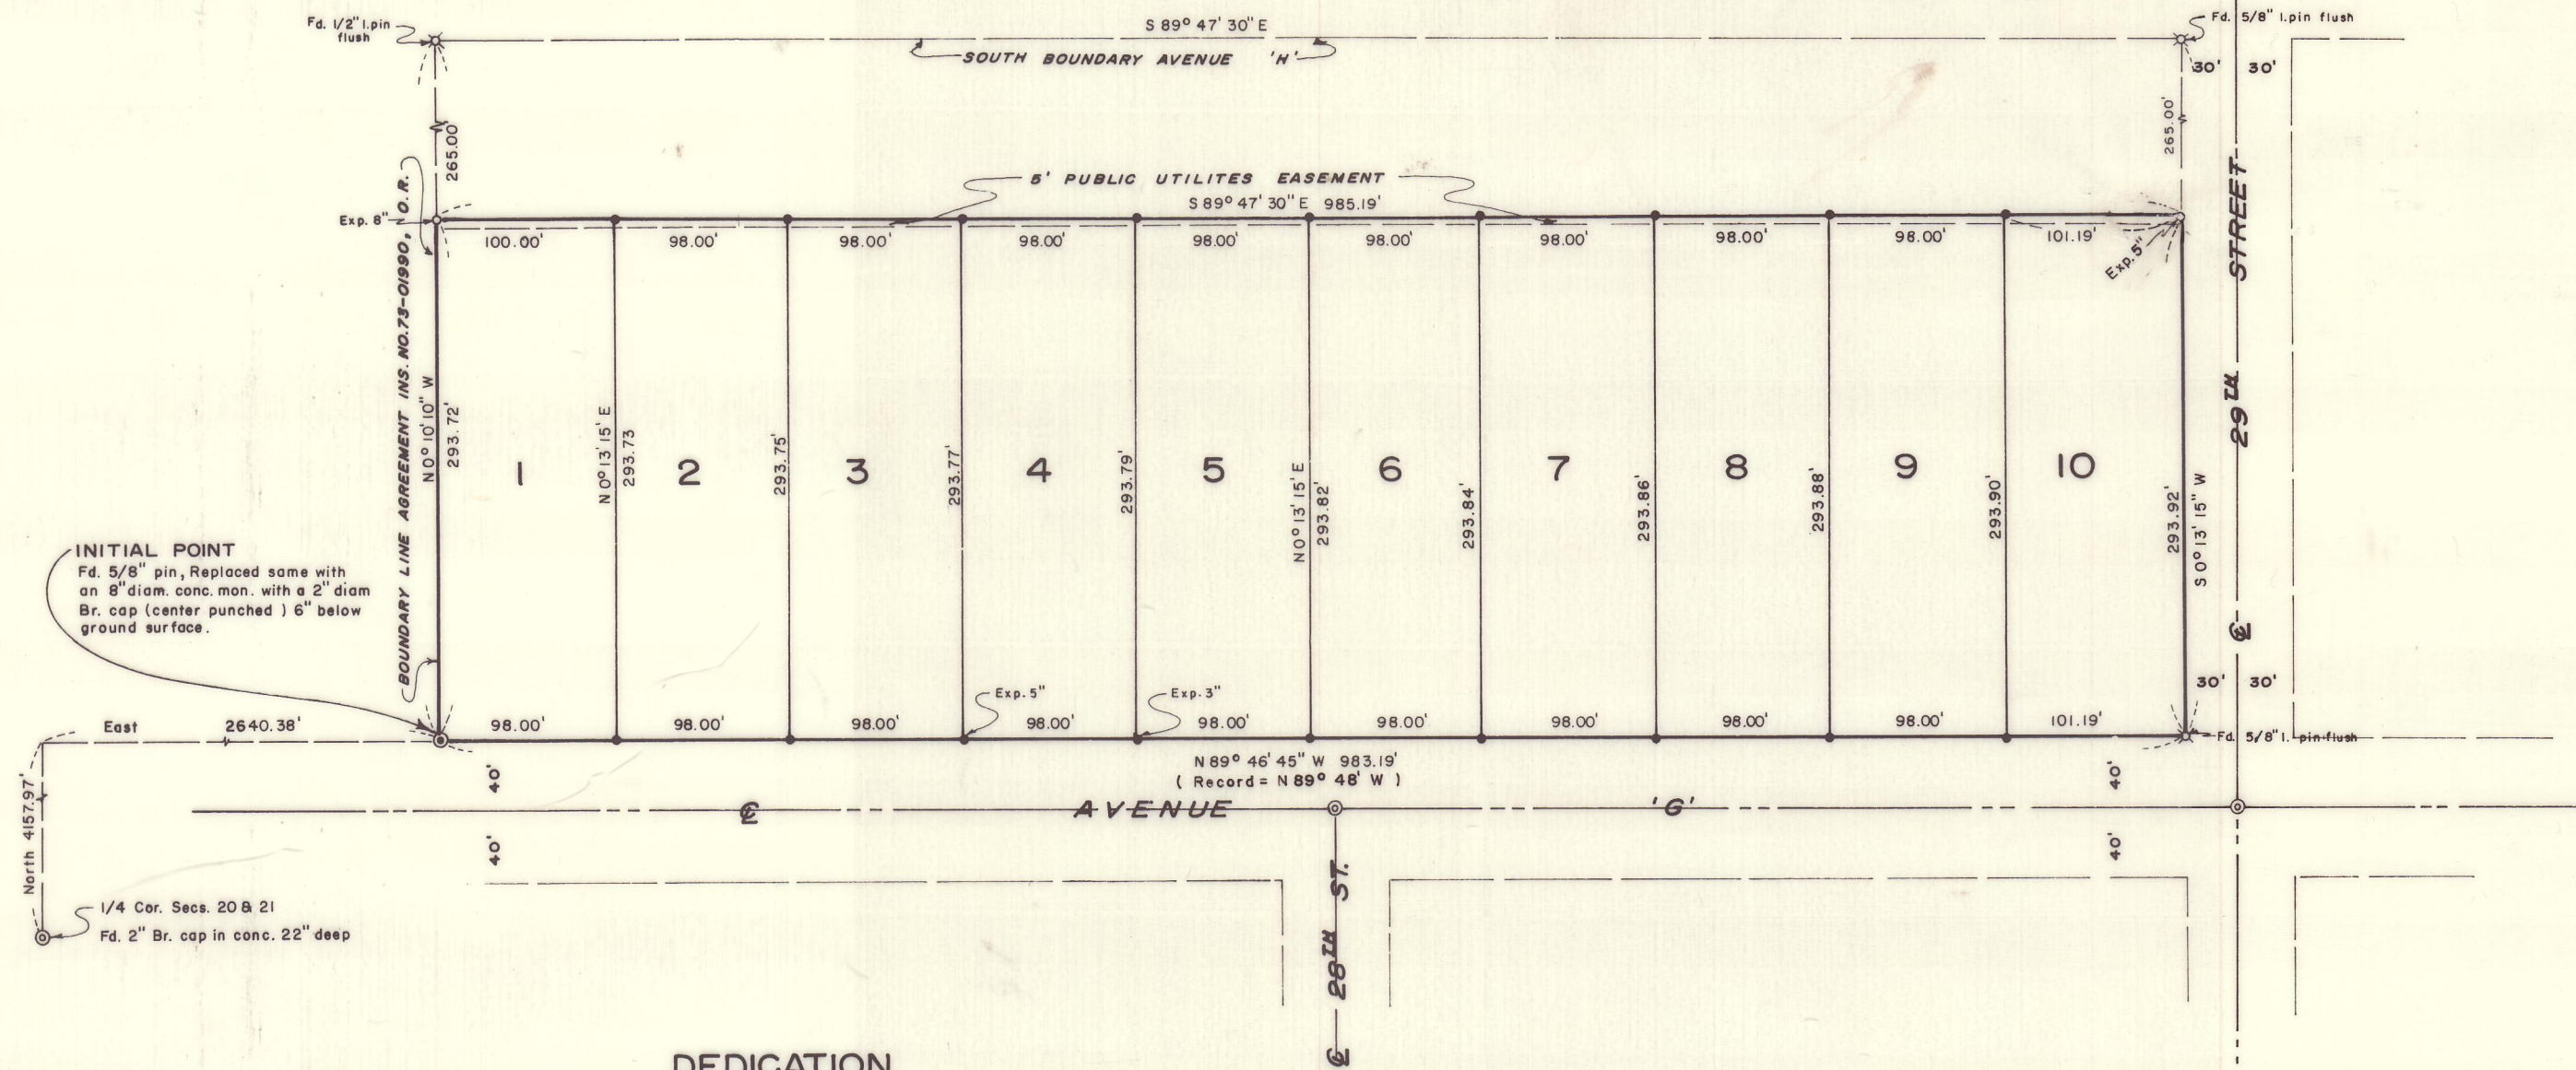 Fd. 1/2" I.pin
flush
S 89° 47' 30" E
Fd. 5/8" I.pin flush
SOUTH BOUNDARY AVENUE 'H'
30' 30'
265.00'
265.00'
5' PUBLIC UTILITES EASEMENT
S 89° 47' 30" E 985.19'
Exp. 8"
100.00' 98.00' 98.00' 98.00' 98.00' 98.00' 98.00' 98.00' 98.00' 101.19'
Exp. 5"
BOUNDARY LINE AGREEMENT INS. NO.73-01990, O.R.
N 0° 10' 10" W
293.72'
N 0° 13' 15' E
293.73
293.75'
293.77'
293.79'
N 0° 13' 15' E
293.82'
293.84'
293.86'
293.88'
293.90'
293.92'
S 0° 13' 15" W
1 2 3 4 5 6 7 8 9 10
29TH STREET
℄
INITIAL POINT
Fd. 5/8" pin, Replaced same with
an 8" diam. conc. mon. with a 2" diam
Br. cap (center punched ) 6" below
ground surface.
Exp. 5"
Exp. 3"
30' 30'
East 2640.38'
98.00' 98.00' 98.00' 98.00' 98.00' 98.00' 98.00' 98.00' 98.00' 101.19'
Fd. 5/8" I. pin flush
N 89° 46' 45" W 983.19'
( Record = N 89° 48' W )
40'
40'
℄ AVENUE 'G'
40'
40'
North 4157.97'
28TH ST.
℄
1/4 Cor. Secs. 20 & 21
Fd. 2" Br. cap in conc. 22" deep
DEDICATION